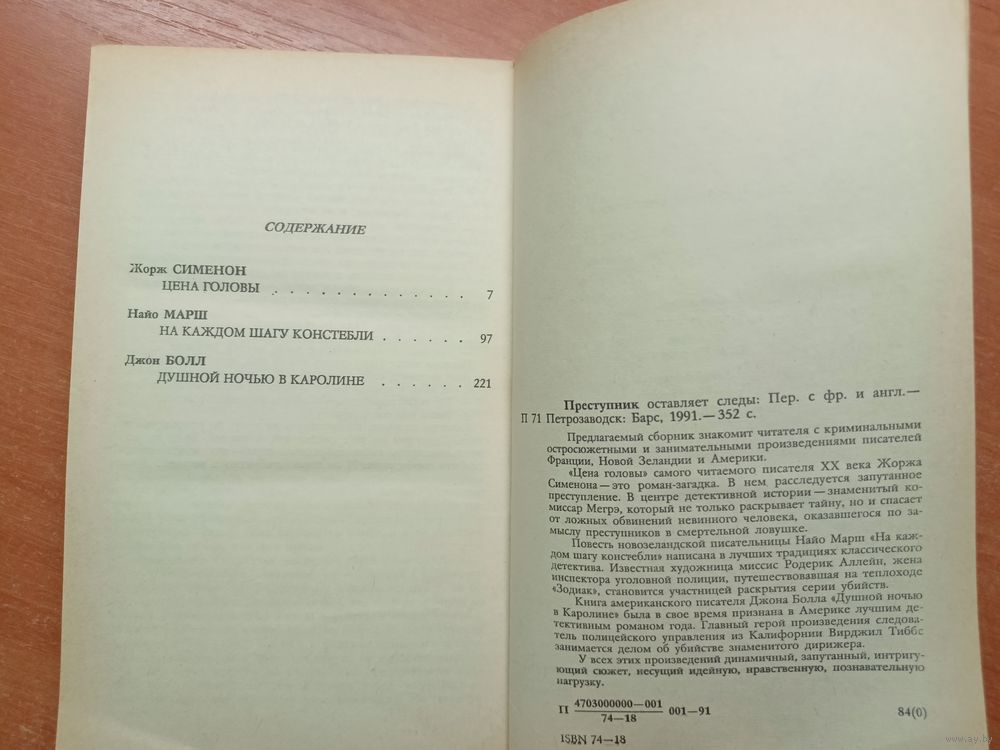 СОДЕРЖАНИЕ
Жорж СИМЕНОН
ЦЕНА ГОЛОВЫ . . . . . . . . . . . . . 7
Найо МАРШ
НА КАЖДОМ ШАГУ КОНСТЕБЛИ . . . . . . 97
Джон БОЛЛ
ДУШНОЙ НОЧЬЮ В КАРОЛИНЕ . . . . . . 221
Преступник оставляет следы: Пер. с фр. и англ.—
П 71 Петрозаводск: Барс, 1991.— 352 с.
Предлагаемый сборник знакомит читателя с криминальными
остросюжетными и занимательными произведениями писателей
Франции, Новой Зеландии и Америки.
«Цена головы» самого читаемого писателя XX века Жоржа
Сименона — это роман-загадка. В нем расследуется запутанное
преступление. В центре детективной истории — знаменитый ко-
миссар Мегрэ, который не только раскрывает тайну, но и спасает
от ложных обвинений невинного человека, оказавшегося по за-
мыслу преступников в смертельной ловушке.
Повесть новозеландской писательницы Найо Марш «На каж-
дом шагу констебли» написана в лучших традициях классического
детектива. Известная художница миссис Родерик Аллейн, жена
инспектора уголовной полиции, путешествовавшая на теплоходе
«Зодиак», становится участницей раскрытия серии убийств.
Книга американского писателя Джона Болла «Душной ночью
в Каролине» была в свое время признана в Америке лучшим де-
тективным романом года. Главный герой произведения следова-
тель полицейского управления из Калифорнии Вирджил Тиббс
занимается делом об убийстве знаменитого дирижера.
У всех этих произведений динамичный, запутанный, интригу-
ющий сюжет, несущий идейную, нравственную, познавательную
нагрузку.
П 4703000000—001 001—91 84(0)
74—18
ISBN 74—18
www.ay.by